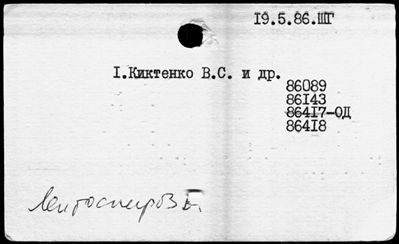 19.5.86.ШГ
I.Киктенко В.С. и др.
86089
86143
86417-ОД
86418